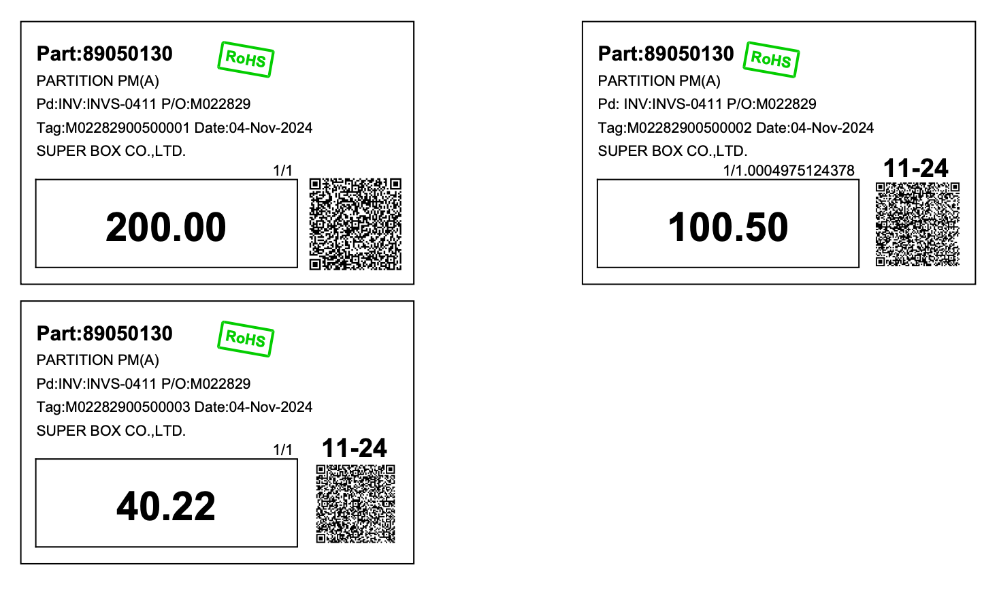 Part:89050130
RoHS
PARTITION PM(A)
Pd:INV:INVS-0411 P/O:M022829
Tag:M02282900500001 Date:04-Nov-2024
SUPER BOX CO.,LTD.
1/1
200.00
Part:89050130
RoHS
PARTITION PM(A)
Pd: INV:INVS-0411 P/O:M022829
Tag:M02282900500002 Date:04-Nov-2024
SUPER BOX CO.,LTD.
1/1.0004975124378
11-24
100.50
Part:89050130
RoHS
PARTITION PM(A)
Pd:INV:INVS-0411 P/O:M022829
Tag:M02282900500003 Date:04-Nov-2024
SUPER BOX CO.,LTD.
1/1
11-24
40.22